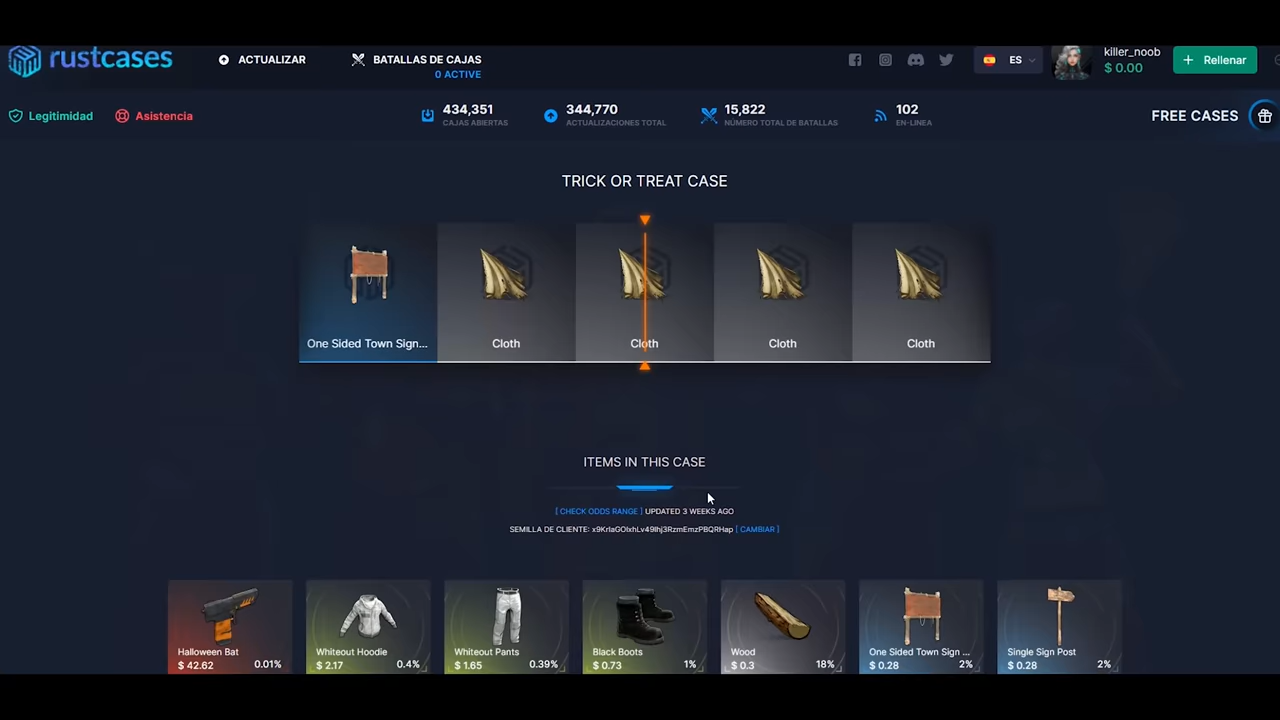 rustcases
ACTUALIZAR
BATALLAS DE CAJAS
0 ACTIVE
ES
killer_noob
$ 0.00
+ Rellenar
Legitimidad
Asistencia
434,351
CAJAS ABIERTAS
344,770
ACTUALIZACIONES TOTAL
15,822
NÚMERO TOTAL DE BATALLAS
102
EN-LINEA
FREE CASES
TRICK OR TREAT CASE
One Sided Town Sign...
Cloth
Cloth
Cloth
Cloth
ITEMS IN THIS CASE
[ CHECK ODDS RANGE ] UPDATED 3 WEEKS AGO
SEMILLA DE CLIENTE: [ CAMBIAR ]
Halloween Bat
$ 42.62 0.01%
Whiteout Hoodie
$ 2.17 0.4%
Whiteout Pants
$ 1.65 0.39%
Black Boots
$ 0.73 1%
Wood
$ 0.3 18%
One Sided Town Sign ...
$ 0.28 2%
Single Sign Post
$ 0.28 2%